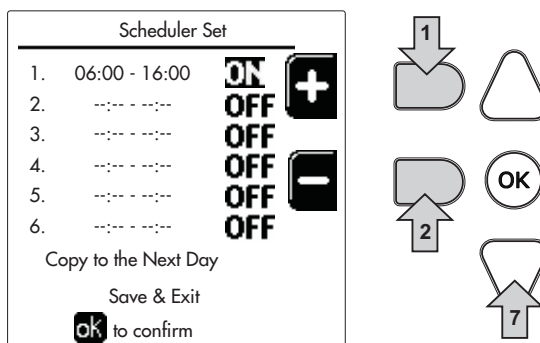 Scheduler Set
1. 06:00 - 16:00 ON
2. --:-- - --:-- OFF
3. --:-- - --:-- OFF
4. --:-- - --:-- OFF
5. --:-- - --:-- OFF
6. --:-- - --:-- OFF
Copy to the Next Day
Save & Exit
ok to confirm
+
-
1
2
OK
7